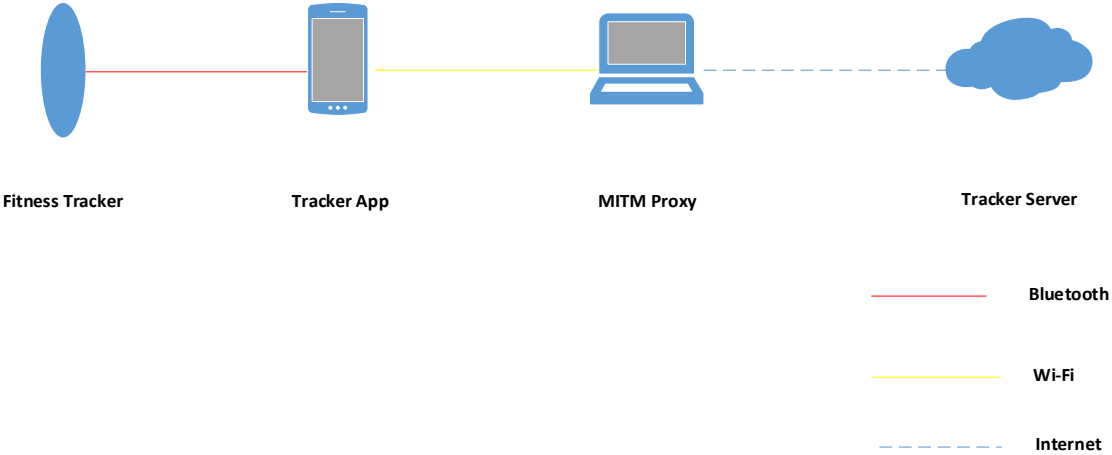 Fitness Tracker
Tracker App
MITM Proxy
Tracker Server
Bluetooth
Wi-Fi
Internet